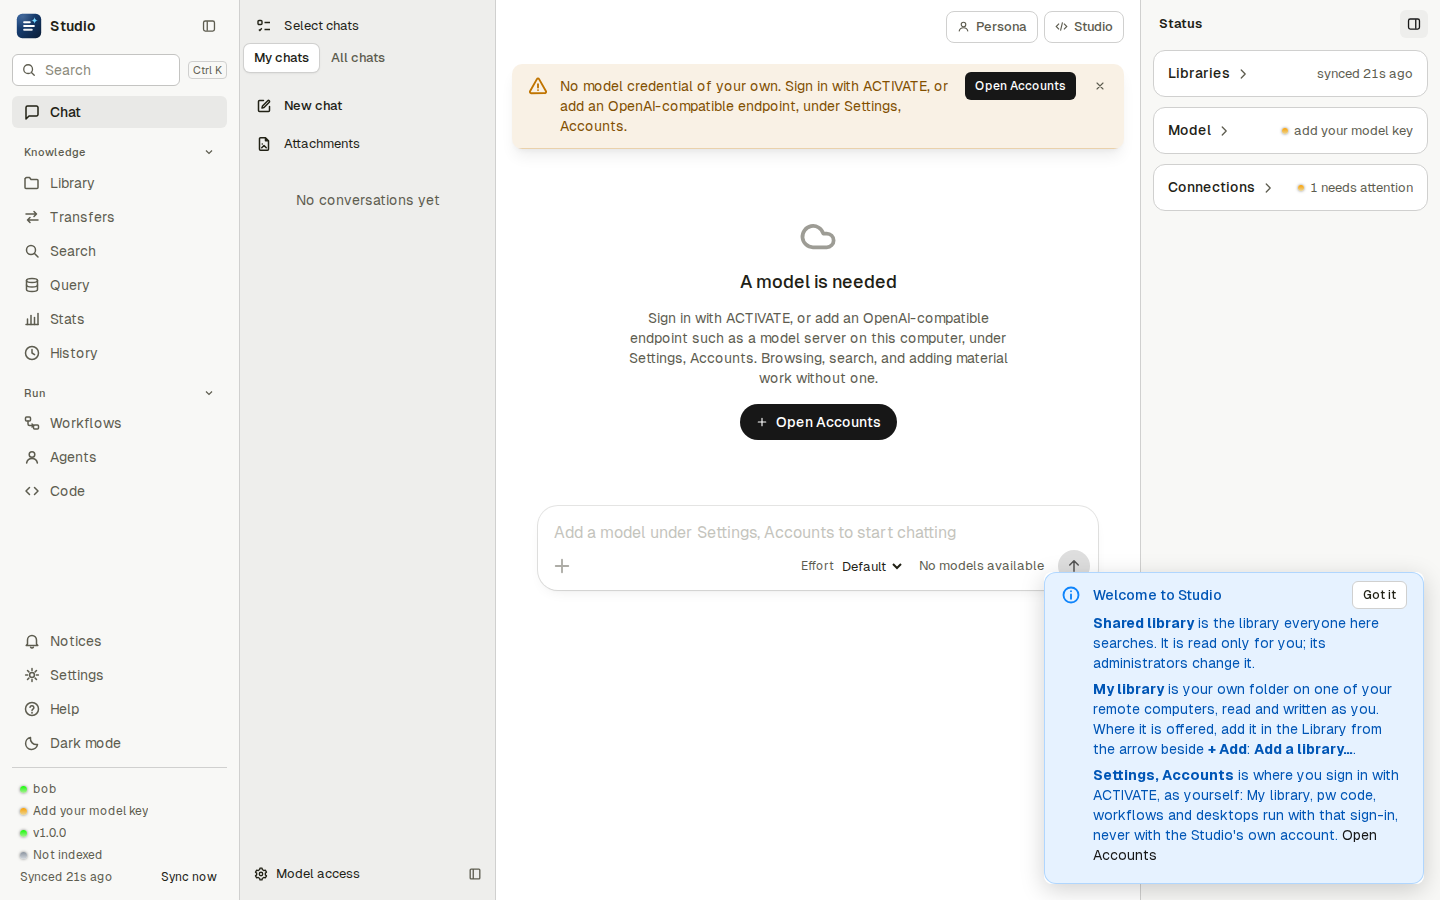 Studio
Search
Ctrl K
Chat
Knowledge
Library
Transfers
Search
Query
Stats
History
Run
Workflows
Agents
Code
Notices
Settings
Help
Dark mode
bob
Add your model key
v1.0.0
Not indexed
Synced 21s ago
Sync now
Select chats
My chats
All chats
New chat
Attachments
No conversations yet
Model access
Persona
Studio
No model credential of your own. Sign in with ACTIVATE, or
add an OpenAI-compatible endpoint, under Settings,
Accounts.
Open Accounts
A model is needed
Sign in with ACTIVATE, or add an OpenAI-compatible
endpoint such as a model server on this computer, under
Settings, Accounts. Browsing, search, and adding material
work without one.
Open Accounts
Add a model under Settings, Accounts to start chatting
Effort
Default
No models available
Status
Libraries
synced 21s ago
Model
add your model key
Connections
1 needs attention
Welcome to Studio
Got it
Shared library is the library everyone here
searches. It is read only for you; its
administrators change it.
My library is your own folder on one of your
remote computers, read and written as you.
Where it is offered, add it in the Library from
the arrow beside + Add: Add a library….
Settings, Accounts is where you sign in with
ACTIVATE, as yourself: My library, pw code,
workflows and desktops run with that sign-in,
never with the Studio's own account. Open
Accounts